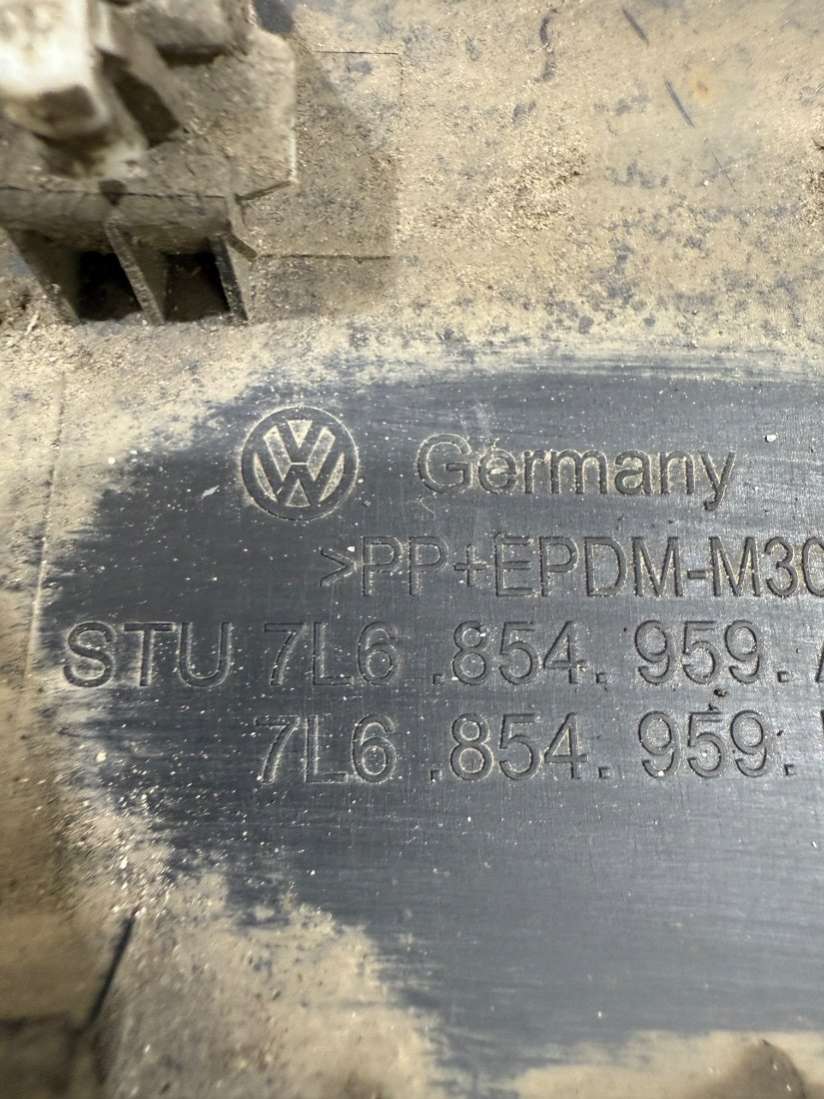 Germany
>PP+EPDM-M30
STU 7L6 .854. 959.
7L6 .854. 959.